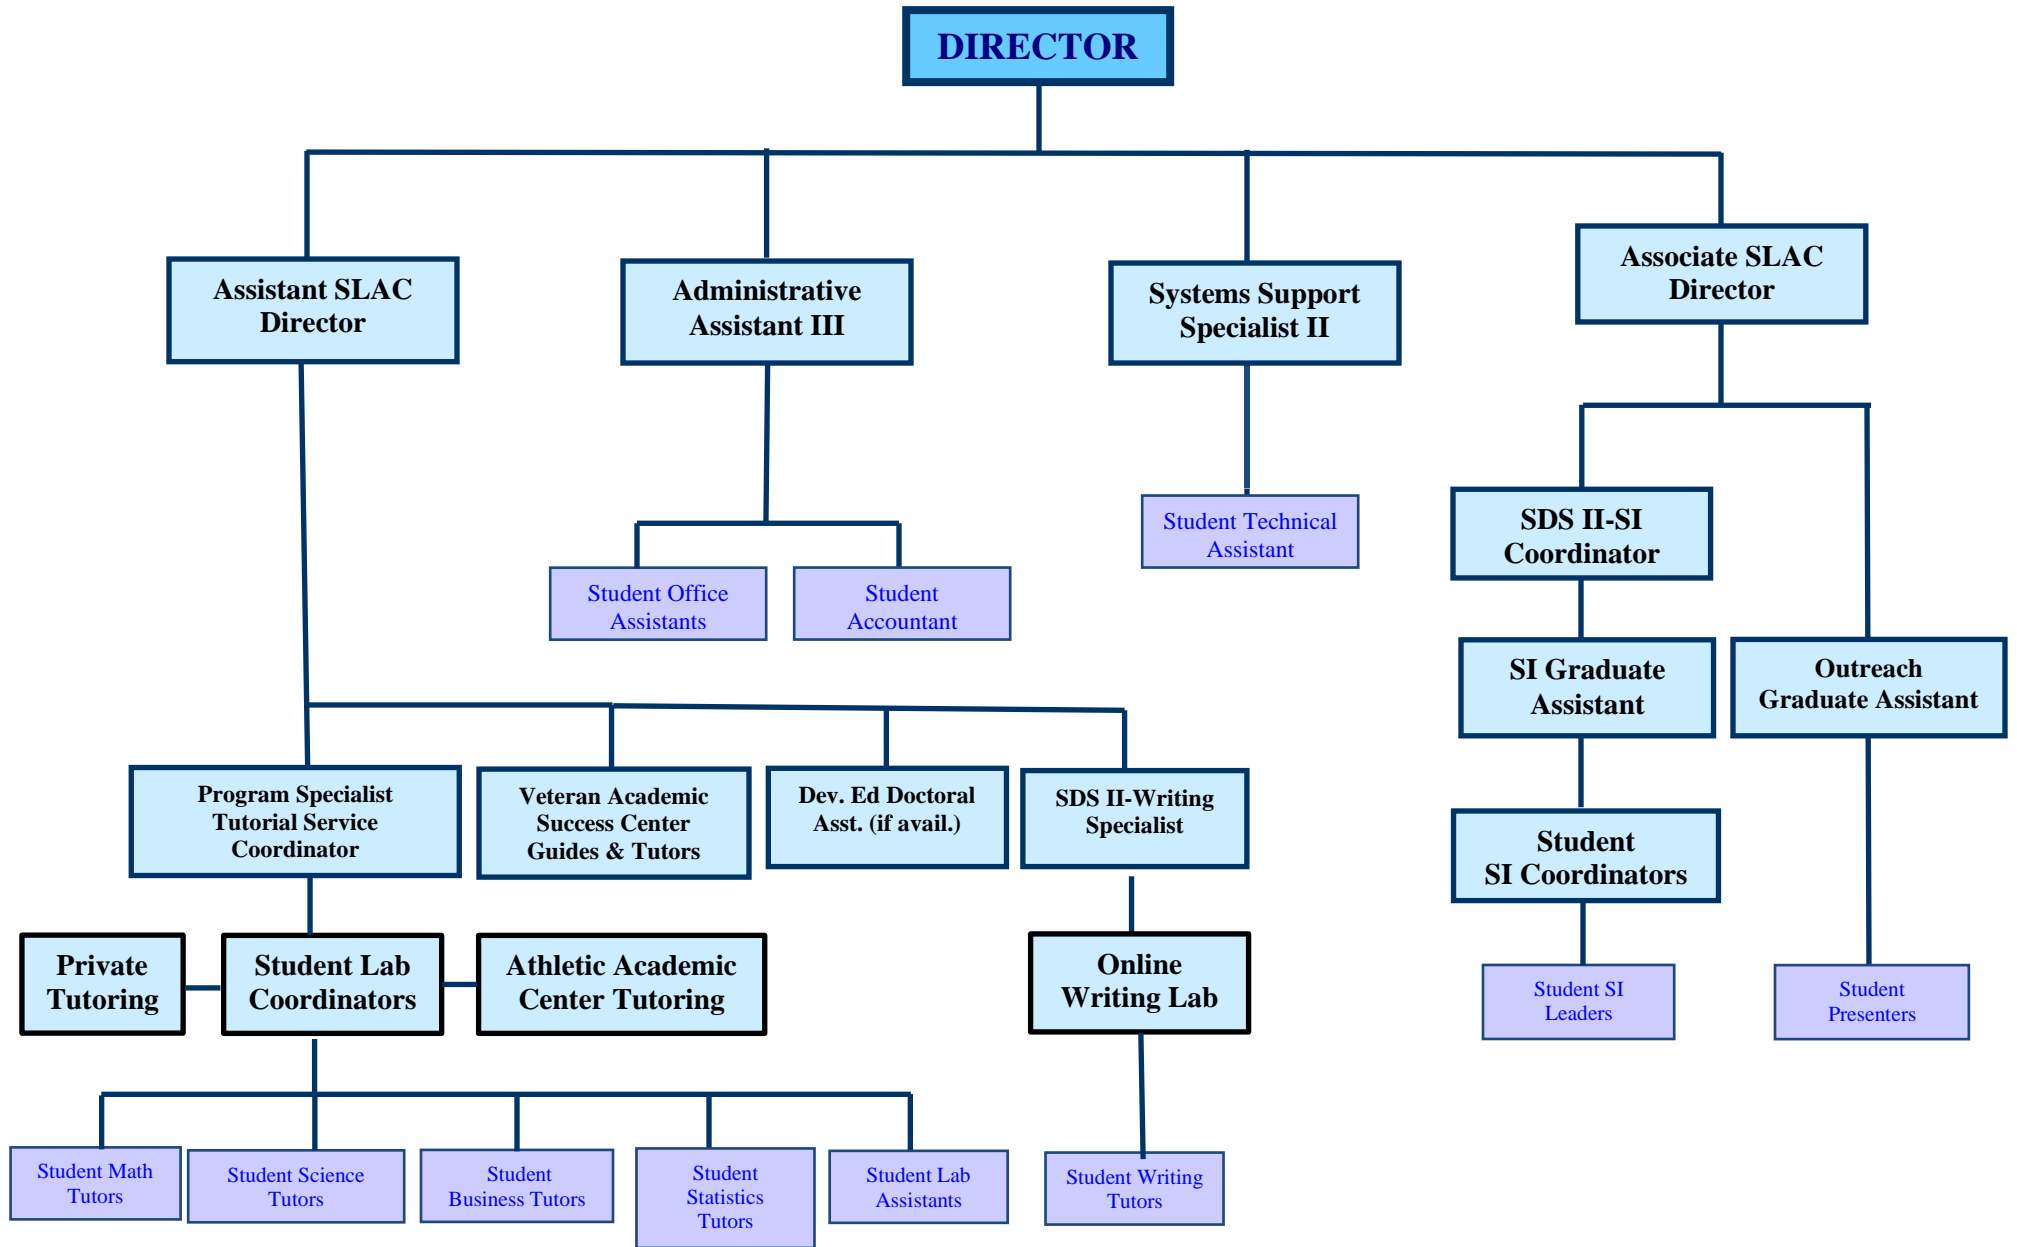 DIRECTOR
Assistant SLAC
Director
Administrative
Assistant III
Systems Support
Specialist II
Associate SLAC
Director
Student Office
Assistants
Student
Accountant
Student Technical
Assistant
SDS II-SI
Coordinator
SI Graduate
Assistant
Outreach
Graduate Assistant
Program Specialist
Tutorial Service
Coordinator
Veteran Academic
Success Center
Guides & Tutors
Dev. Ed Doctoral
Asst. (if avail.)
SDS II-Writing
Specialist
Student
SI Coordinators
Private
Tutoring
Student Lab
Coordinators
Athletic Academic
Center Tutoring
Online
Writing Lab
Student SI
Leaders
Student
Presenters
Student Math
Tutors
Student Science
Tutors
Student
Business Tutors
Student
Statistics
Tutors
Student Lab
Assistants
Student Writing
Tutors